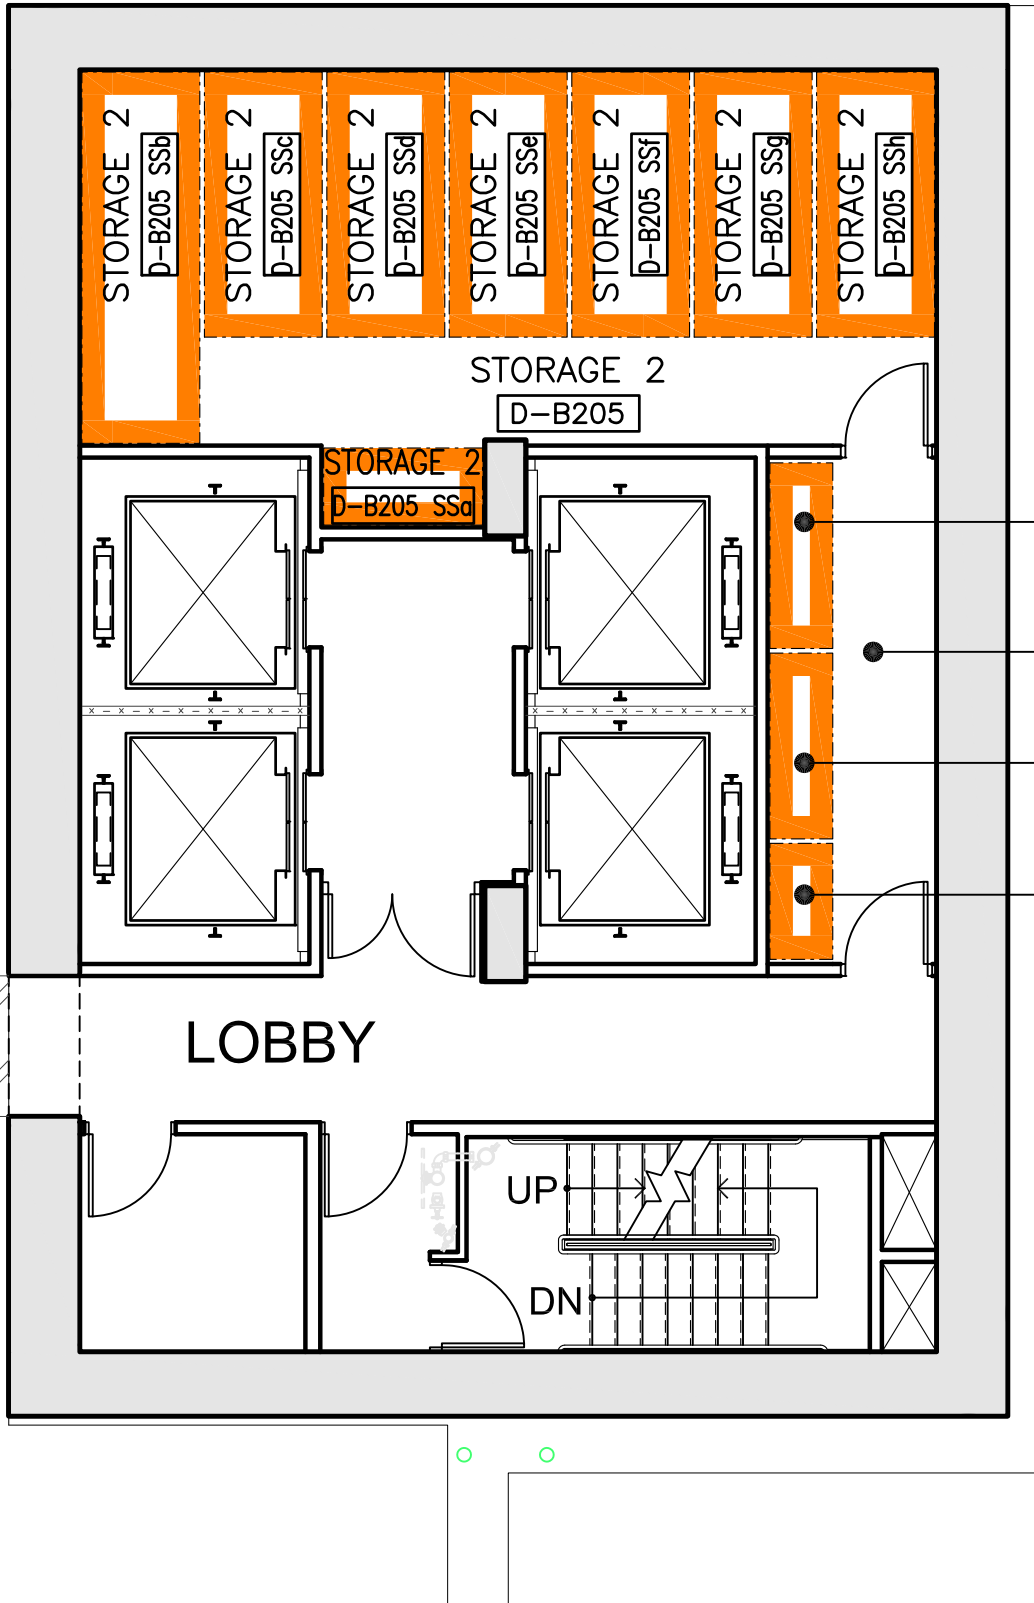 STORAGE 2
D-B205 SSb
STORAGE 2
D-B205 SSc
STORAGE 2
D-B205 SSd
STORAGE 2
D-B205 SSe
STORAGE 2
D-B205 SSf
STORAGE 2
D-B205 SSg
STORAGE 2
D-B205 SSh
STORAGE 2
D-B205
STORAGE 2
D-B205 SSa
LOBBY
UP
DN